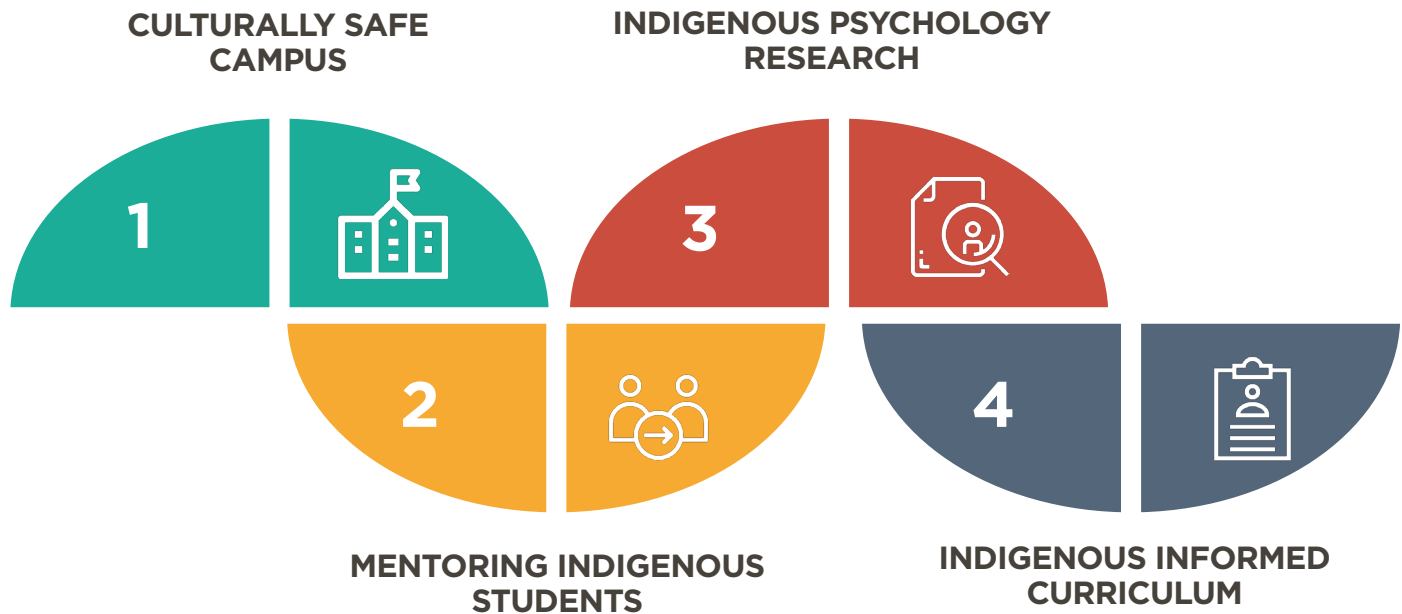 CULTURALLY SAFE
CAMPUS
1
2
MENTORING INDIGENOUS
STUDENTS
INDIGENOUS PSYCHOLOGY
RESEARCH
3
4
INDIGENOUS INFORMED
CURRICULUM